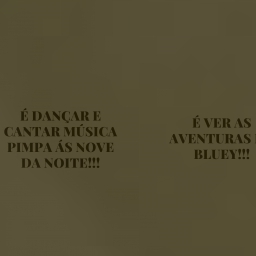 É DANÇAR E
CANTAR MÚSICA
PIMPA ÁS NOVE
DA NOITE!!!
É VER AS
AVENTURAS
BLUEY!!!